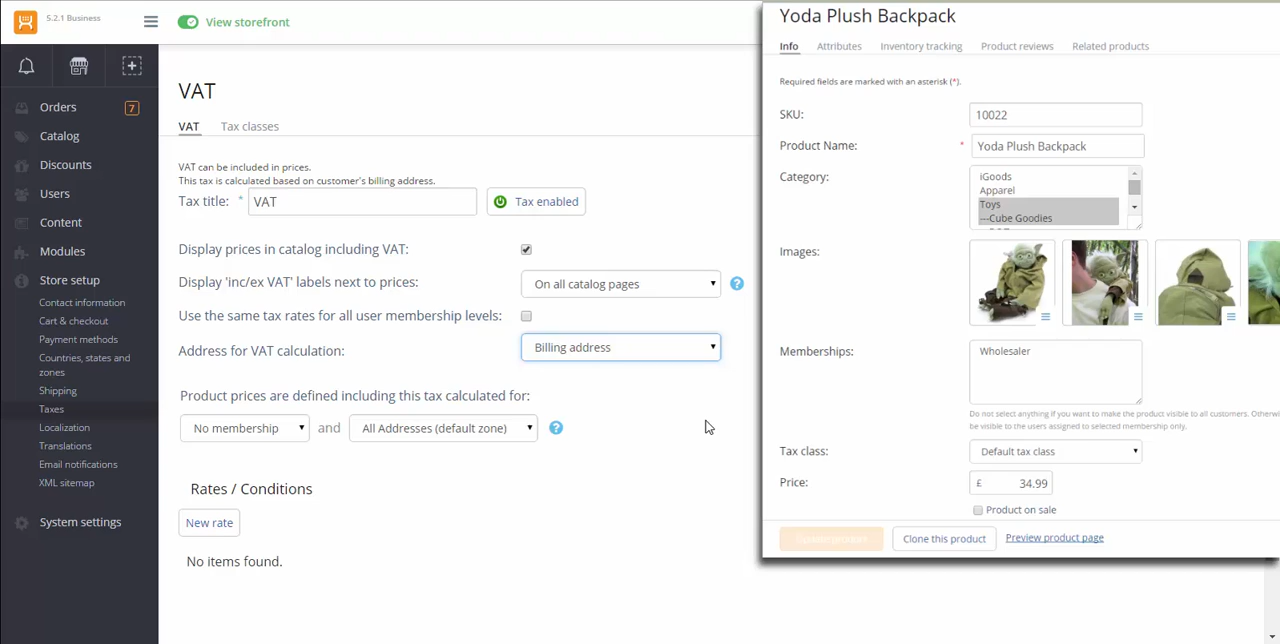 5.2.1 Business
View storefront
Orders
7
Catalog
Discounts
Users
Content
Modules
Store setup
Contact information
Cart & checkout
Payment methods
Countries, states and
zones
Shipping
Taxes
Localization
Translations
Email notifications
XML sitemap
System settings
VAT
VAT Tax classes
VAT can be included in prices.
This tax is calculated based on customer's billing address.
Tax title: * VAT Tax enabled
Display prices in catalog including VAT:
Display 'inc/ex VAT' labels next to prices: On all catalog pages ?
Use the same tax rates for all user membership levels:
Address for VAT calculation: Billing address
Product prices are defined including this tax calculated for:
No membership and All Addresses (default zone) ?
Rates / Conditions
New rate
No items found.
Yoda Plush Backpack
Info Attributes Inventory tracking Product reviews Related products
Required fields are marked with an asterisk (*).
SKU: 10022
Product Name: * Yoda Plush Backpack
Category: iGoods
Apparel
Toys
---Cube Goodies
Images:
Memberships: Wholesaler
Do not select anything if you want to make the product visible to all customers. Otherwi
be visible to the users assigned to selected membership only.
Tax class: Default tax class
Price: £ 34.99
Product on sale
Clone this product Preview product page